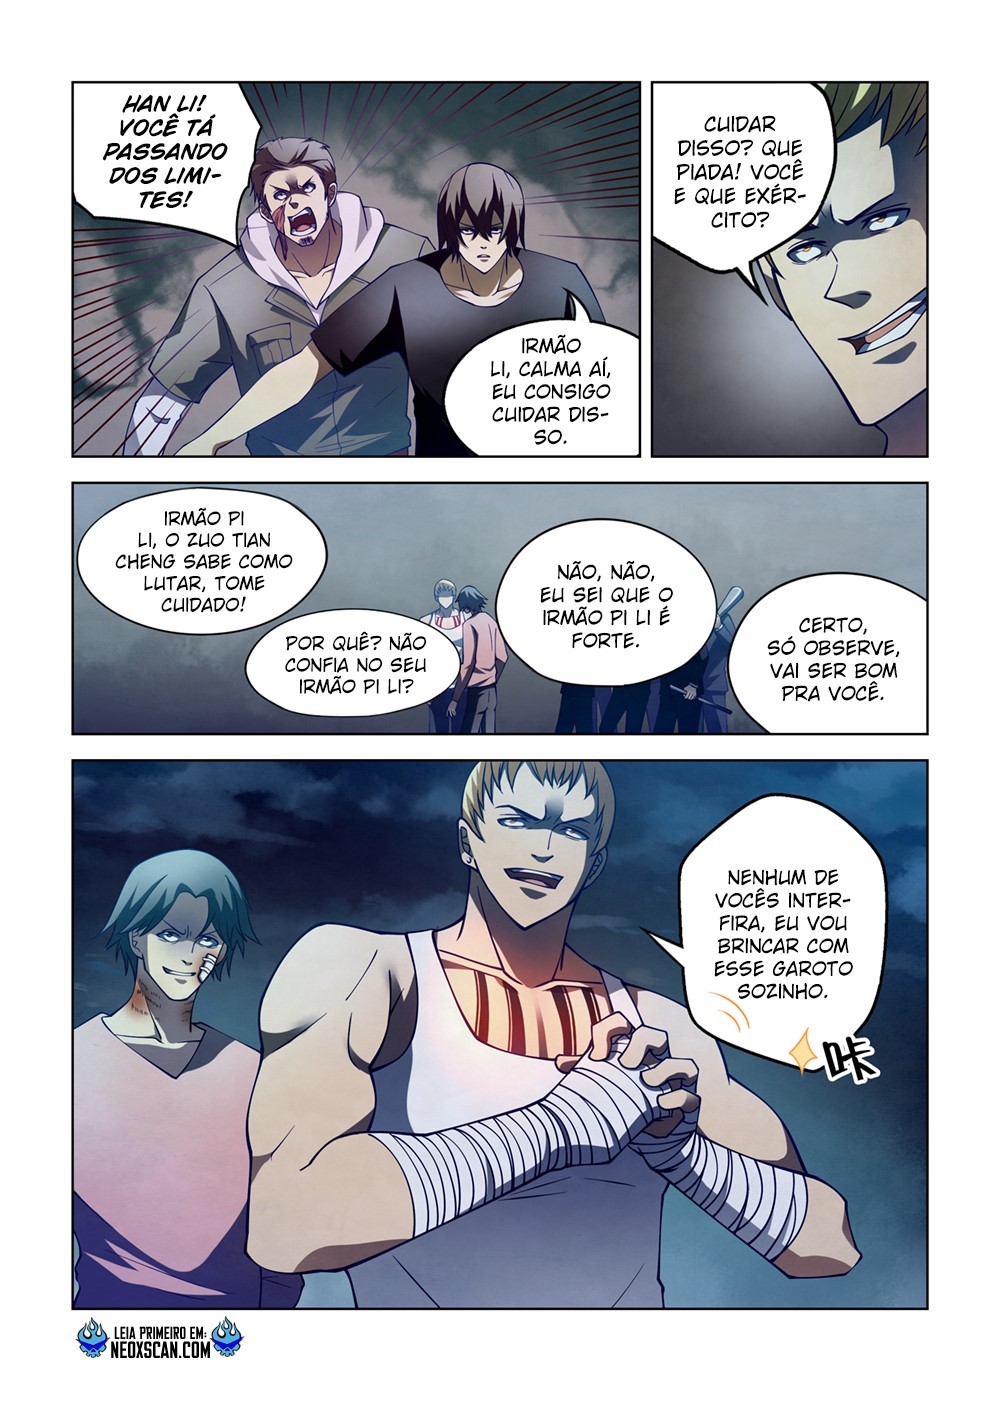 HAN LI!
VOCÊ TÁ
PASSANDO
DOS LIMI-
TES!
IRMÃO
LI, CALMA AÍ,
EU CONSIGO
CUIDAR DIS-
SO.
CUIDAR
DISSO? QUE
PIADA! VOCÊ
E QUE EXÉR-
CITO?
IRMÃO PI
LI, O ZUO TIAN
CHENG SABE COMO
LUTAR, TOME
CUIDADO!
POR QUÊ? NÃO
CONFIA NO SEU
IRMÃO PI LI?
NÃO, NÃO,
EU SEI QUE O
IRMÃO PI LI É
FORTE.
CERTO,
SÓ OBSERVE,
VAI SER BOM
PRA VOCÊ.
NENHUM DE
VOCÊS INTER-
FIRA, EU VOU
BRINCAR COM
ESSE GAROTO
SOZINHO.
咔
LEIA PRIMEIRO EM:
NEOXSCAN.COM